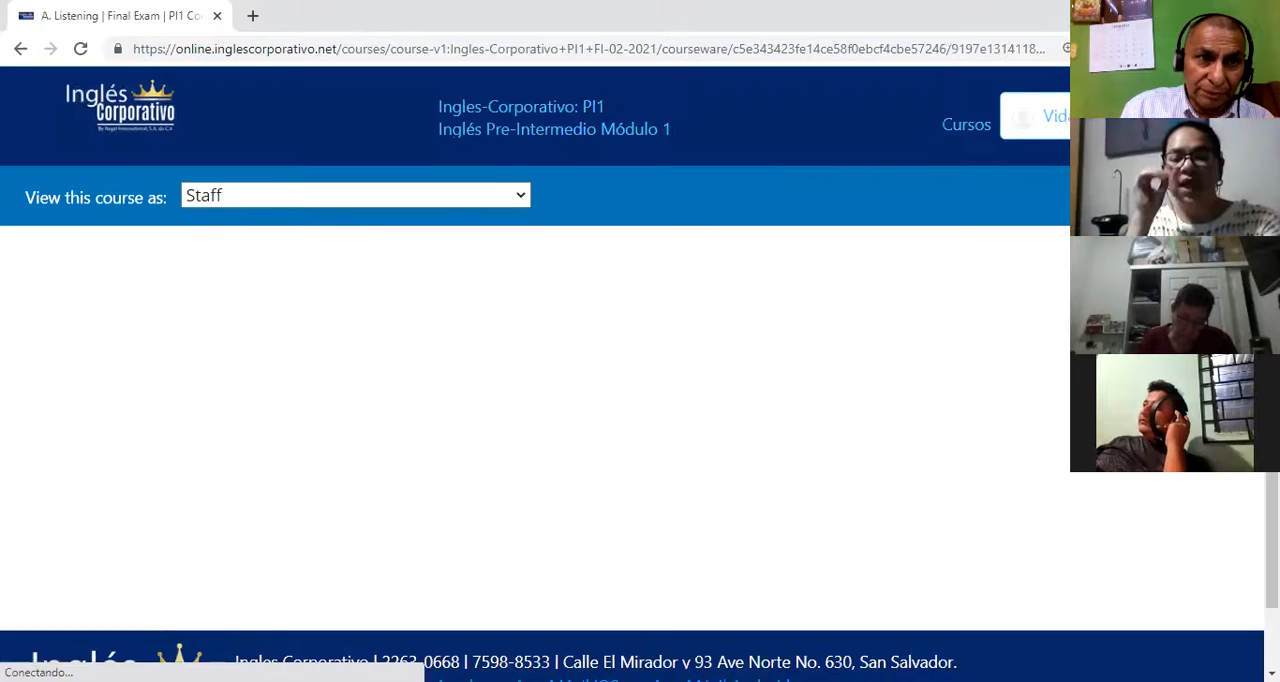 A. Listening | Final Exam | PI1 Co
https://online.inglescorporativo.net/courses/course-v1:Ingles-Corporativo+PI1+FI-02-2021/courseware/c5e343423fe14ce58f0ebcf4cbe57246/9197e1314118...
Inglés
Corporativo
Ingles-Corporativo: PI1
Inglés Pre-Intermedio Módulo 1
Cursos
Vida
View this course as:
Staff
Inglés
Ingles Corporativo | 2263-0668 | 7598-8533 | Calle El Mirador y 93 Ave Norte No. 630, San Salvador.
Conectando...